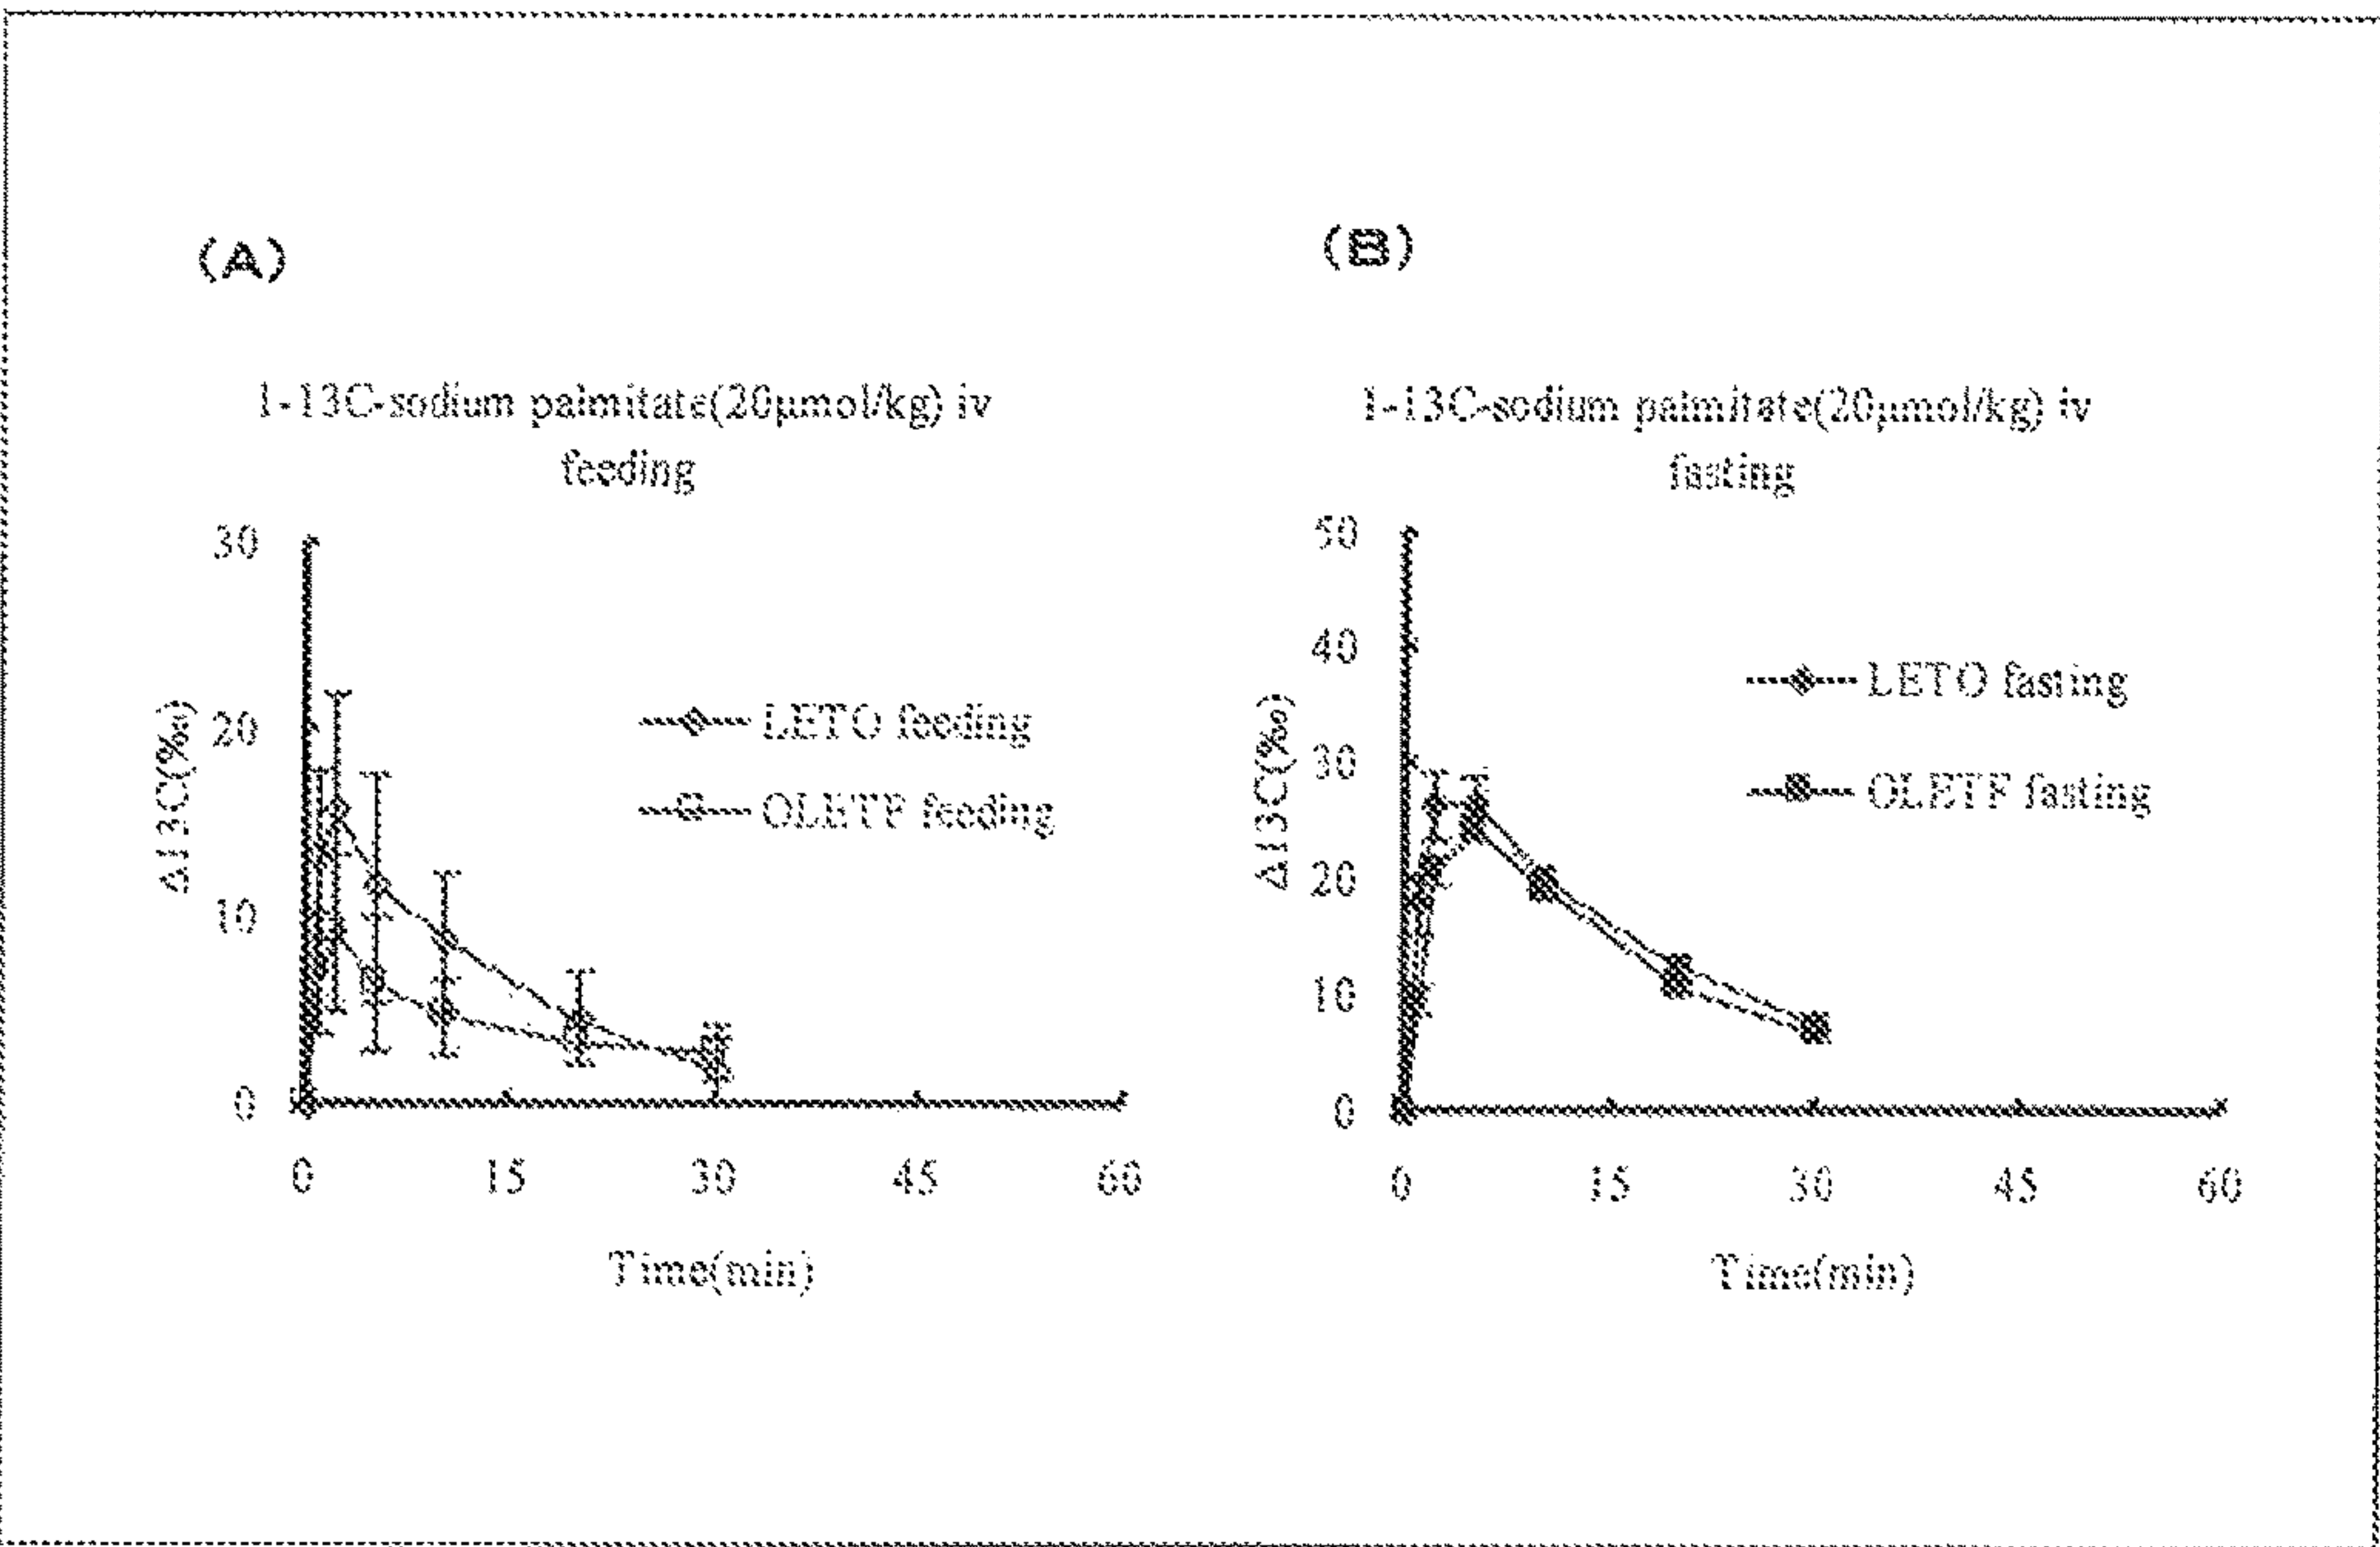 (A)
1-13C-sodium palmitate(20μmol/kg) iv
feeding
30
20
10
0
Δ13C(‰)
LETO feeding
OLETF feeding
0 15 30 45 60
Time(min)
(B)
1-13C-sodium palmitate(20μmol/kg) iv
fasting
50
40
30
20
10
0
Δ13C(‰)
LETO fasting
OLETF fasting
0 15 30 45 60
Time(min)